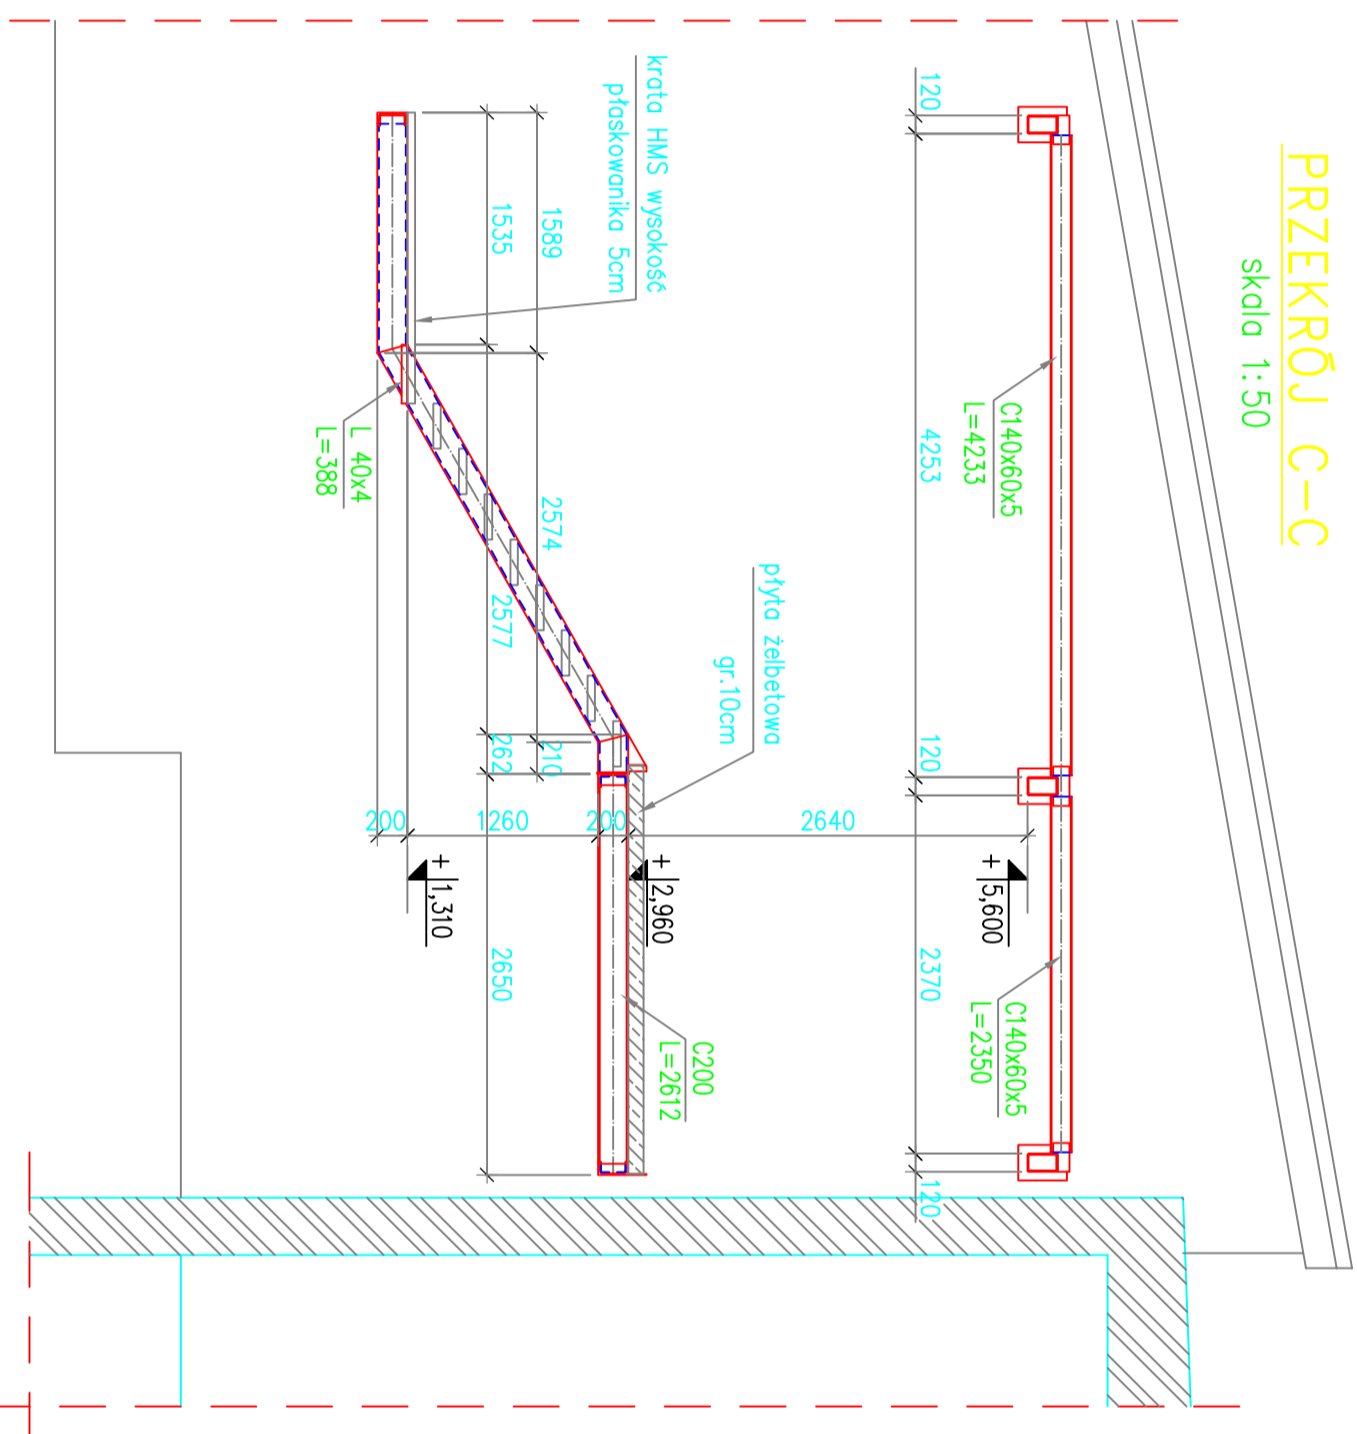 PRZEKRÓJ C-C
skala 1:50
120
4253
120
2370
120
C140x60x5
L=4233
C140x60x5
L=2350
+5,600
2640
200
1260
200
+2,960
+1,310
płyta żelbetowa
gr.10cm
C200
L=2612
krata HMS wysokość
płaskowanika 5cm
1589
2574
210
1535
2577
262
2650
L 40x4
L=388